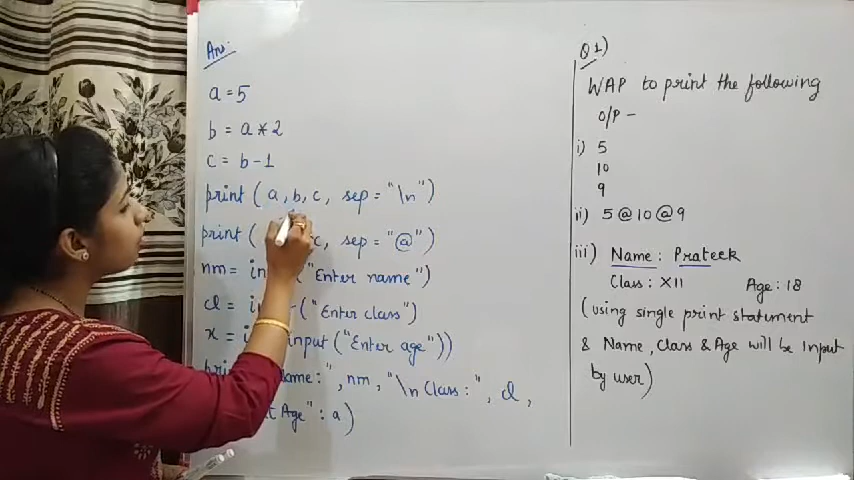 Ans:
a = 5
b = a * 2
c = b - 1
print ( a, b, c, sep = "\n" )
print ( c, sep = "@" )
nm = "Enter name" )
cl = ( "Enter class" )
x = input ( "Enter age" ) )
nm, "\n Class :" , cl ,
Age" : a )
Q1)
WAP to print the following
O/P -
i) 5
10
9
ii) 5 @ 10 @ 9
iii) Name : Prateek
Class : XII Age : 18
( using single print statement
& Name, Class & Age will be input
by user )